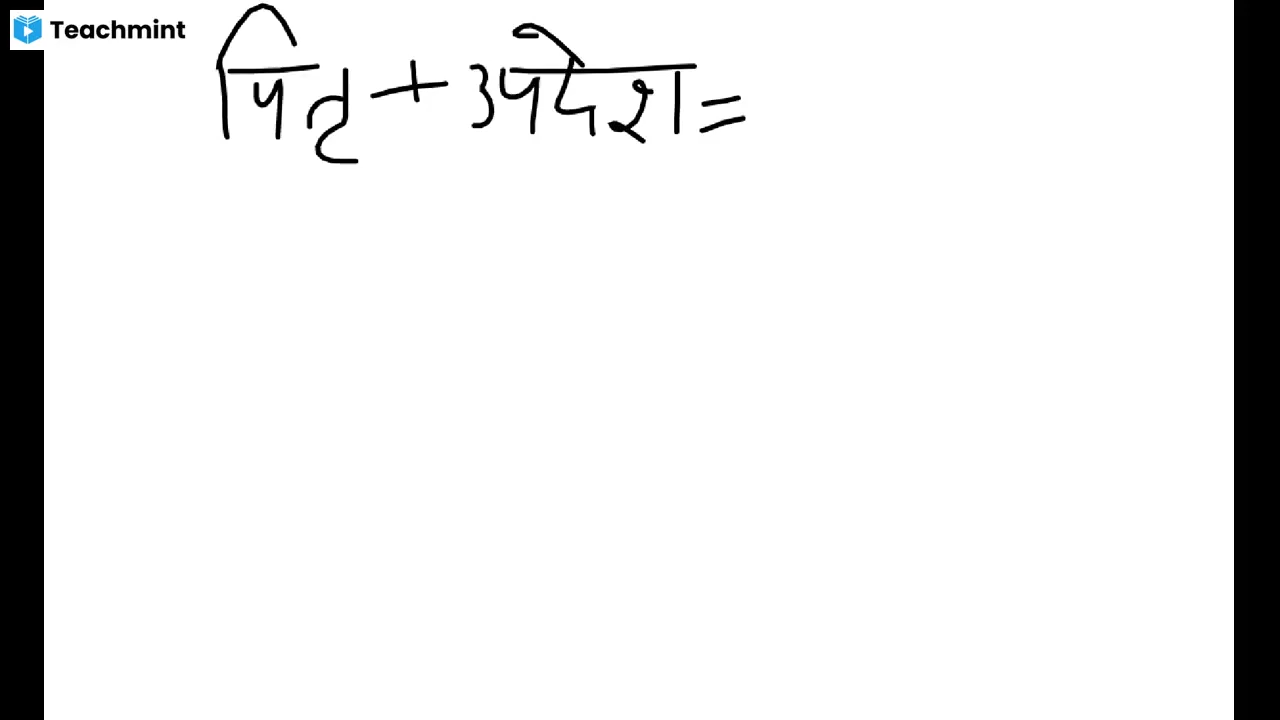 Teachmint
पितृ + उपदेश =